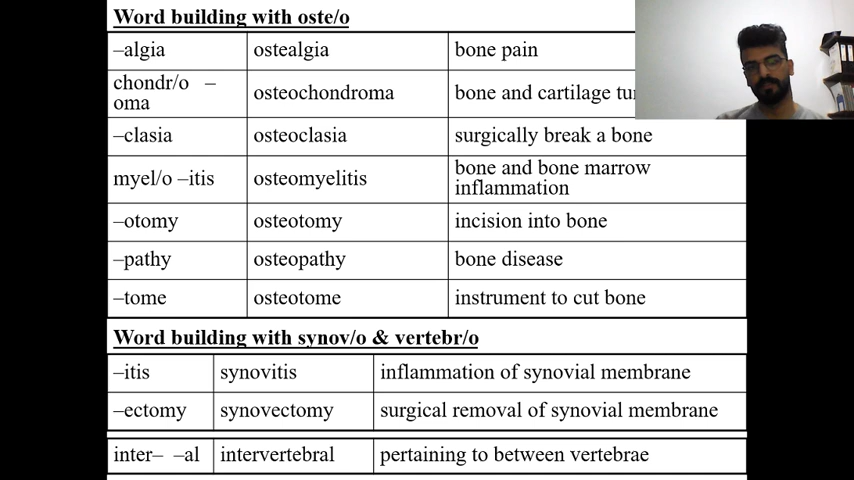 Word building with oste/o
–algia ostealgia bone pain
chondr/o –
oma osteochondroma bone and cartilage
–clasia osteoclasia surgically break a bone
myel/o –itis osteomyelitis bone and bone marrow
inflammation
–otomy osteotomy incision into bone
–pathy osteopathy bone disease
–tome osteotome instrument to cut bone
Word building with synov/o & vertebr/o
–itis synovitis inflammation of synovial membrane
–ectomy synovectomy surgical removal of synovial membrane
inter– –al intervertebral pertaining to between vertebrae